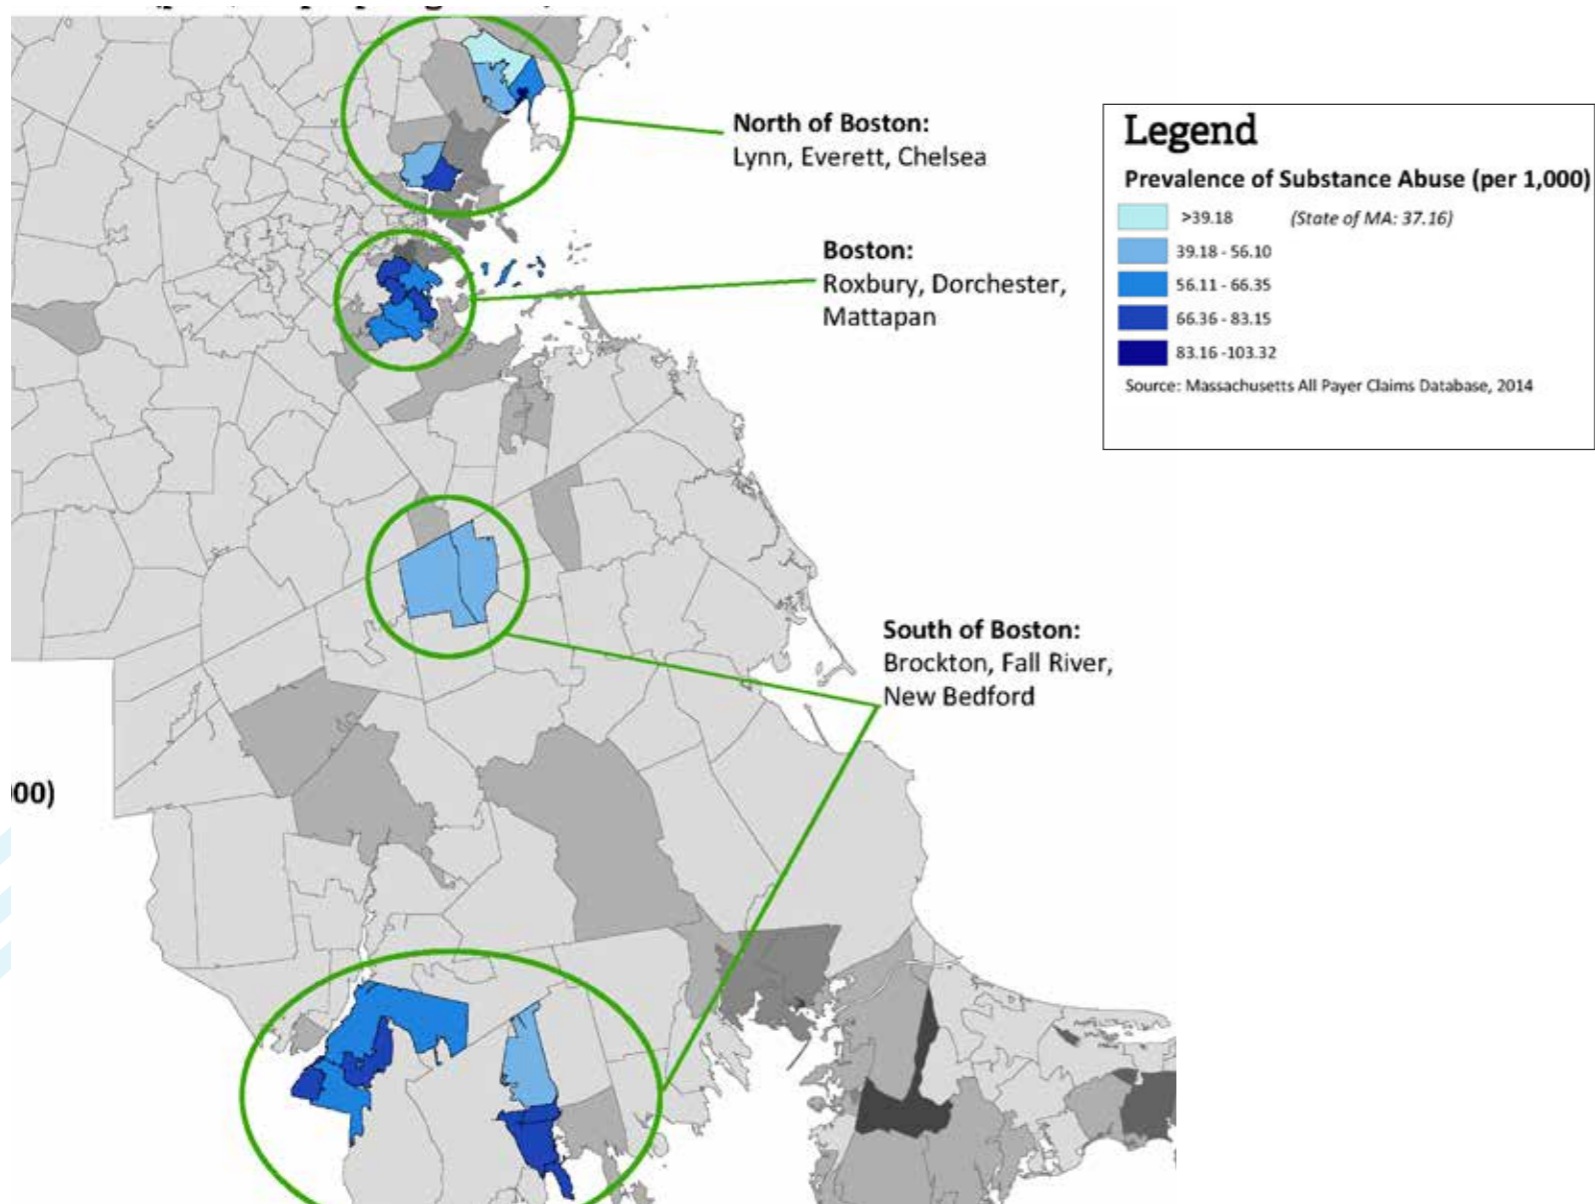 North of Boston:
Lynn, Everett, Chelsea
Legend
Prevalence of Substance Abuse (per 1,000)
>39.18 (State of MA: 37.16)
39.18 - 56.10
56.11 - 66.35
66.36 - 83.15
83.16 -103.32
Source: Massachusetts All Payer Claims Database, 2014
Boston:
Roxbury, Dorchester,
Mattapan
South of Boston:
Brockton, Fall River,
New Bedford
00)